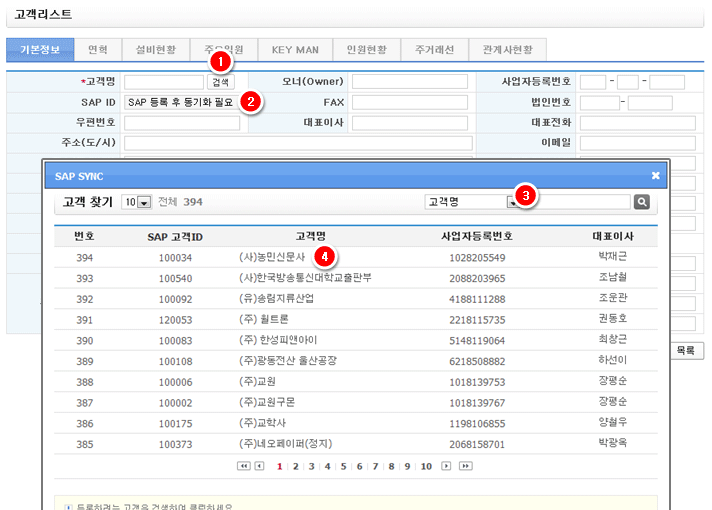 고객리스트
기본정보 연혁 설비현황 주요임원 KEY MAN 인원현황 주거래선 관계사현황
1
*고객명 검색 오너(Owner) 사업자등록번호 - -
SAP ID SAP 등록 후 동기화 필요 2 FAX 법인번호 -
우편번호 대표이사 대표전화
주소(도/시) 이메일
SAP SYNC ×
고객 찾기 10 전체 394 고객명 3
번호 SAP 고객ID 고객명 사업자등록번호 대표이사
394 100034 (사)농민신문사 4 1028205549 박재근
393 100540 (사)한국방송통신대학교출판부 2088203965 조남철
392 100092 (유)송림지류산업 4188111288 조운관
391 120053 (주) 월트론 2218115735 권동호
390 100083 (주) 한성피앤아이 5148119064 최창근
389 100108 (주)광동전산 울산공장 6218508882 하선이
388 100006 (주)교원 1018139753 장평순
387 100002 (주)교원구몬 1018139767 장평순
386 100175 (주)교학사 1198106855 양철우
385 100373 (주)네오페이퍼(정지) 2068158701 박광옥
1 2 3 4 5 6 7 8 9 10
목록
등록하려는 고객을 검색하여 클릭하세요